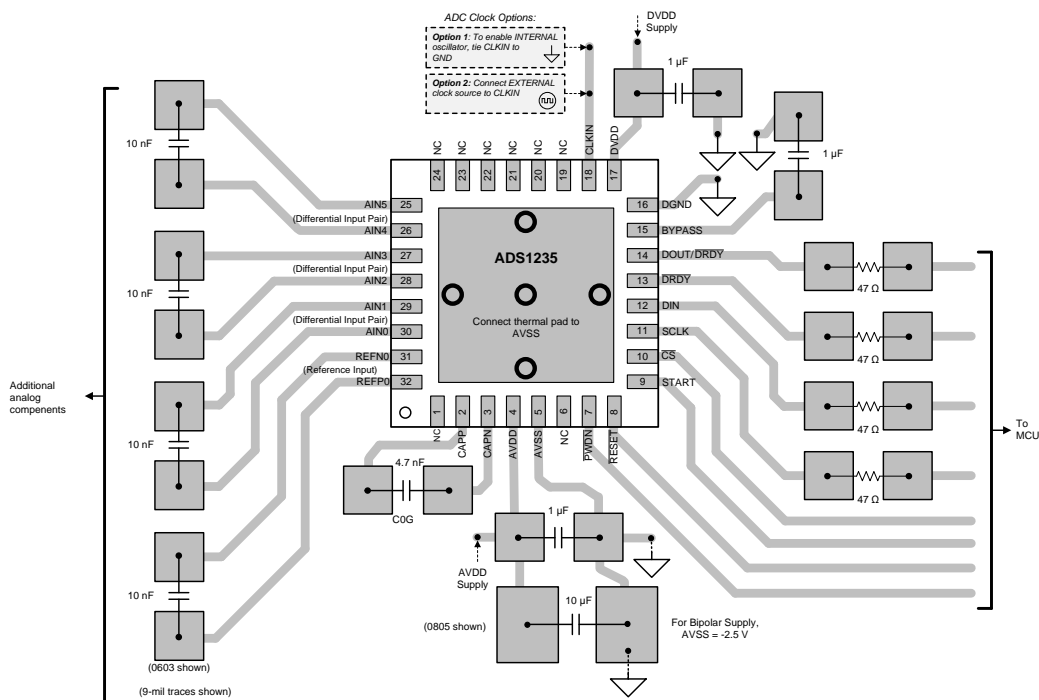 ADC Clock Options:
Option 1: To enable INTERNAL
oscillator, tie CLKIN to
GND
Option 2: Connect EXTERNAL
clock source to CLKIN
DVDD
Supply
1 µF
1 µF
10 nF
10 nF
10 nF
10 nF
NC
NC
NC
NC
NC
NC
CLKIN
DVDD
24
23
22
21
20
19
18
17
AIN5
25
(Differential Input Pair)
AIN4
26
AIN3
27
(Differential Input Pair)
AIN2
28
AIN1
29
(Differential Input Pair)
AIN0
30
REFN0
31
(Reference Input)
REFP0
32
ADS1235
Connect thermal pad to
AVSS
16
DGND
15
BYPASS
14
DOUT/DRDY
13
DRDY
12
DIN
11
SCLK
10
CS
9
START
1
2
3
4
5
6
7
8
NC
CAPP
CAPN
AVDD
AVSS
NC
PWDN
RESET
47 Ω
47 Ω
47 Ω
47 Ω
To
MCU
Additional
analog
compenents
4.7 nF
C0G
1 µF
AVDD
Supply
10 µF
(0805 shown)
For Bipolar Supply,
AVSS = -2.5 V
(0603 shown)
(9-mil traces shown)